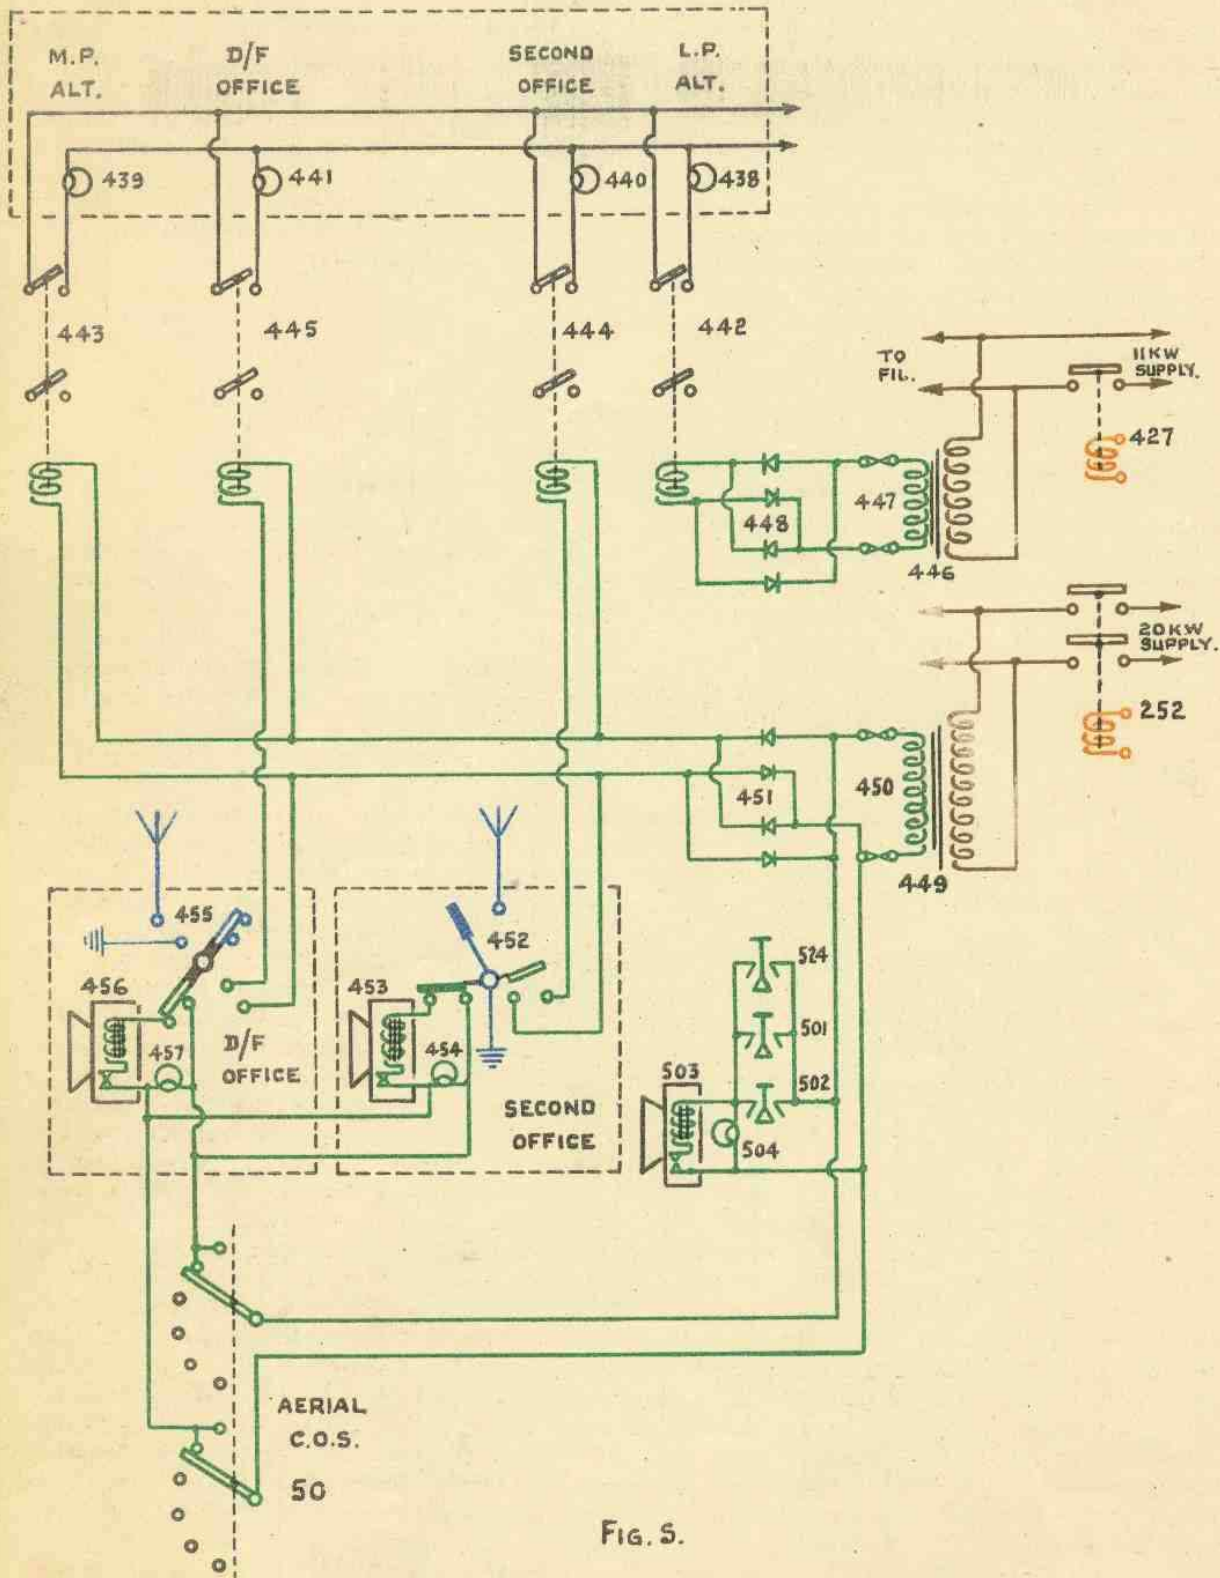 M.P.
ALT.
D/F
OFFICE
SECOND
OFFICE
L.P.
ALT.
439
441
440
438
443
445
444
442
TO
FIL.
11KW
SUPPLY.
427
447
448
446
20KW
SUPPLY.
252
450
451
449
455
452
456
453
457
454
D/F
OFFICE
SECOND
OFFICE
524
501
502
503
504
AERIAL
C.O.S.
50
FIG. S.